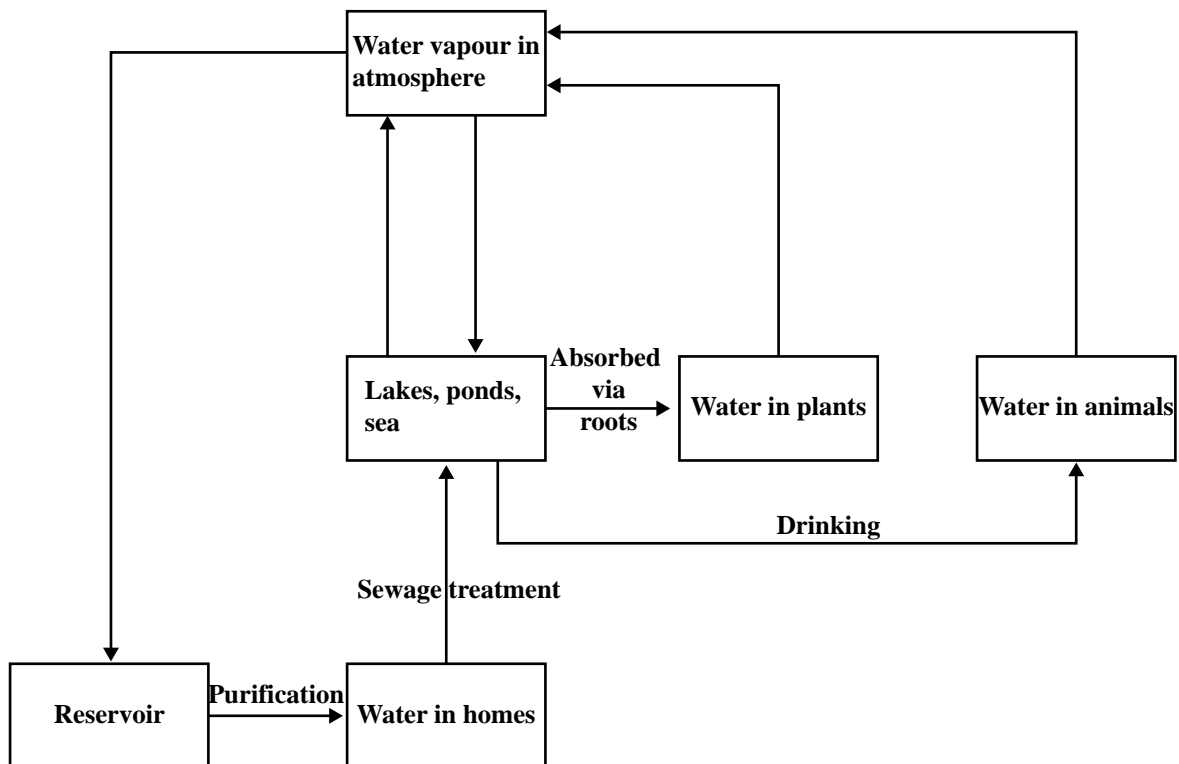 Water vapour in
atmosphere
Absorbed
via
roots
Lakes, ponds,
sea
Water in plants
Water in animals
Drinking
Sewage treatment
Purification
Reservoir
Water in homes